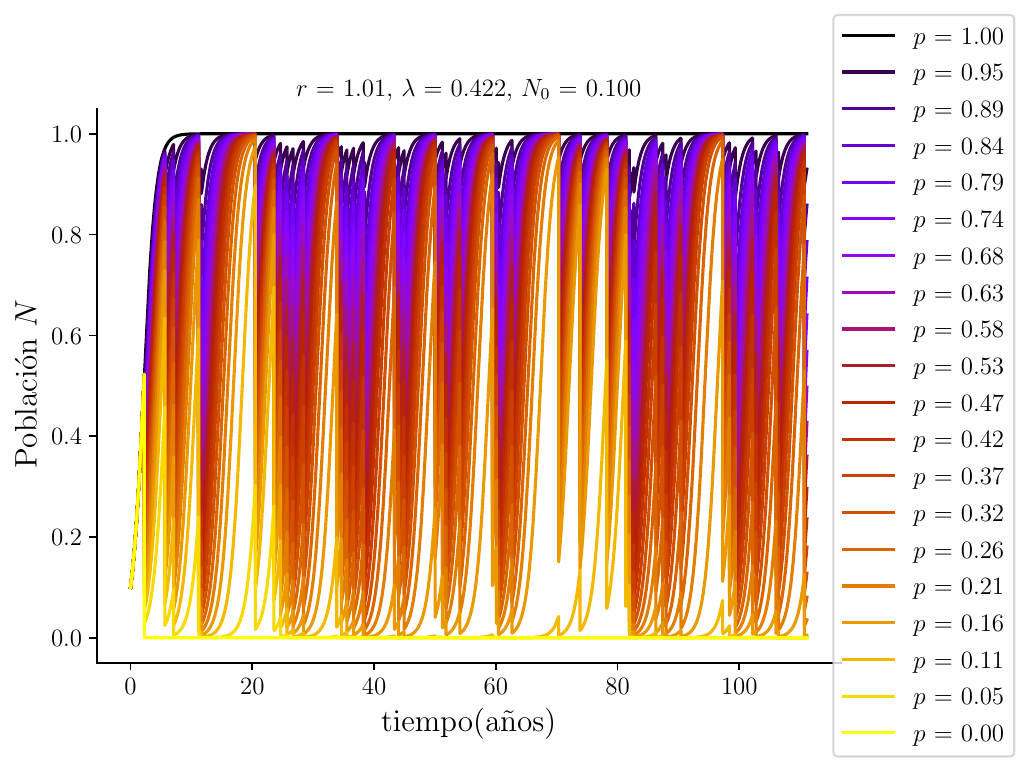 r = 1.01, λ = 0.422, N₀ = 0.100
Población N
1.0
0.8
0.6
0.4
0.2
0.0
0 20 40 60 80 100
tiempo(años)
p = 1.00
p = 0.95
p = 0.89
p = 0.84
p = 0.79
p = 0.74
p = 0.68
p = 0.63
p = 0.58
p = 0.53
p = 0.47
p = 0.42
p = 0.37
p = 0.32
p = 0.26
p = 0.21
p = 0.16
p = 0.11
p = 0.05
p = 0.00